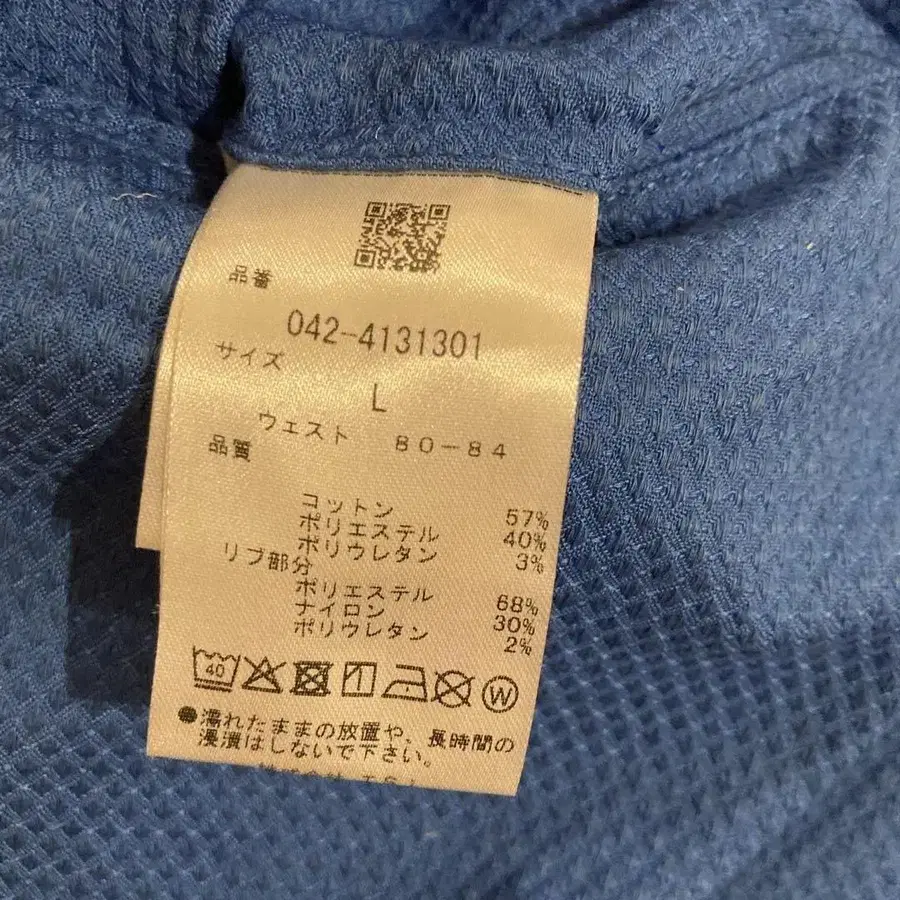 品番
042-4131301
サイズ
L
ウェスト 80-84
品質
コットン 57%
ポリエステル 40%
ポリウレタン 3%
リブ部分
ポリエステル 68%
ナイロン 30%
ポリウレタン 2%
40
W
●濡れたままの放置や、長時間の
浸漬はしないで下さい。